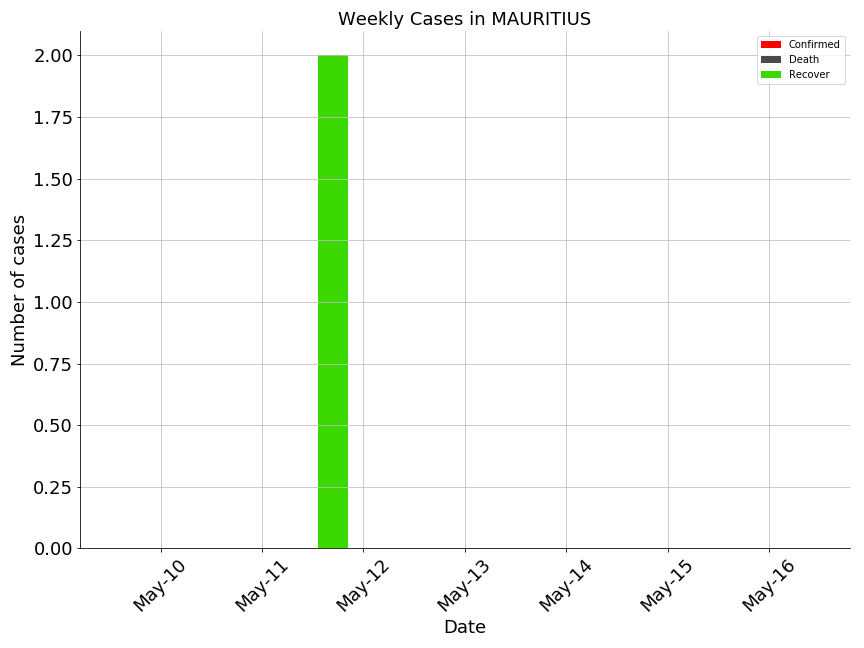 Weekly Cases in MAURITIUS
Confirmed
Death
Recover
2.00
1.75
1.50
1.25
1.00
0.75
0.50
0.25
0.00
Number of cases
May-10
May-11
May-12
May-13
May-14
May-15
May-16
Date